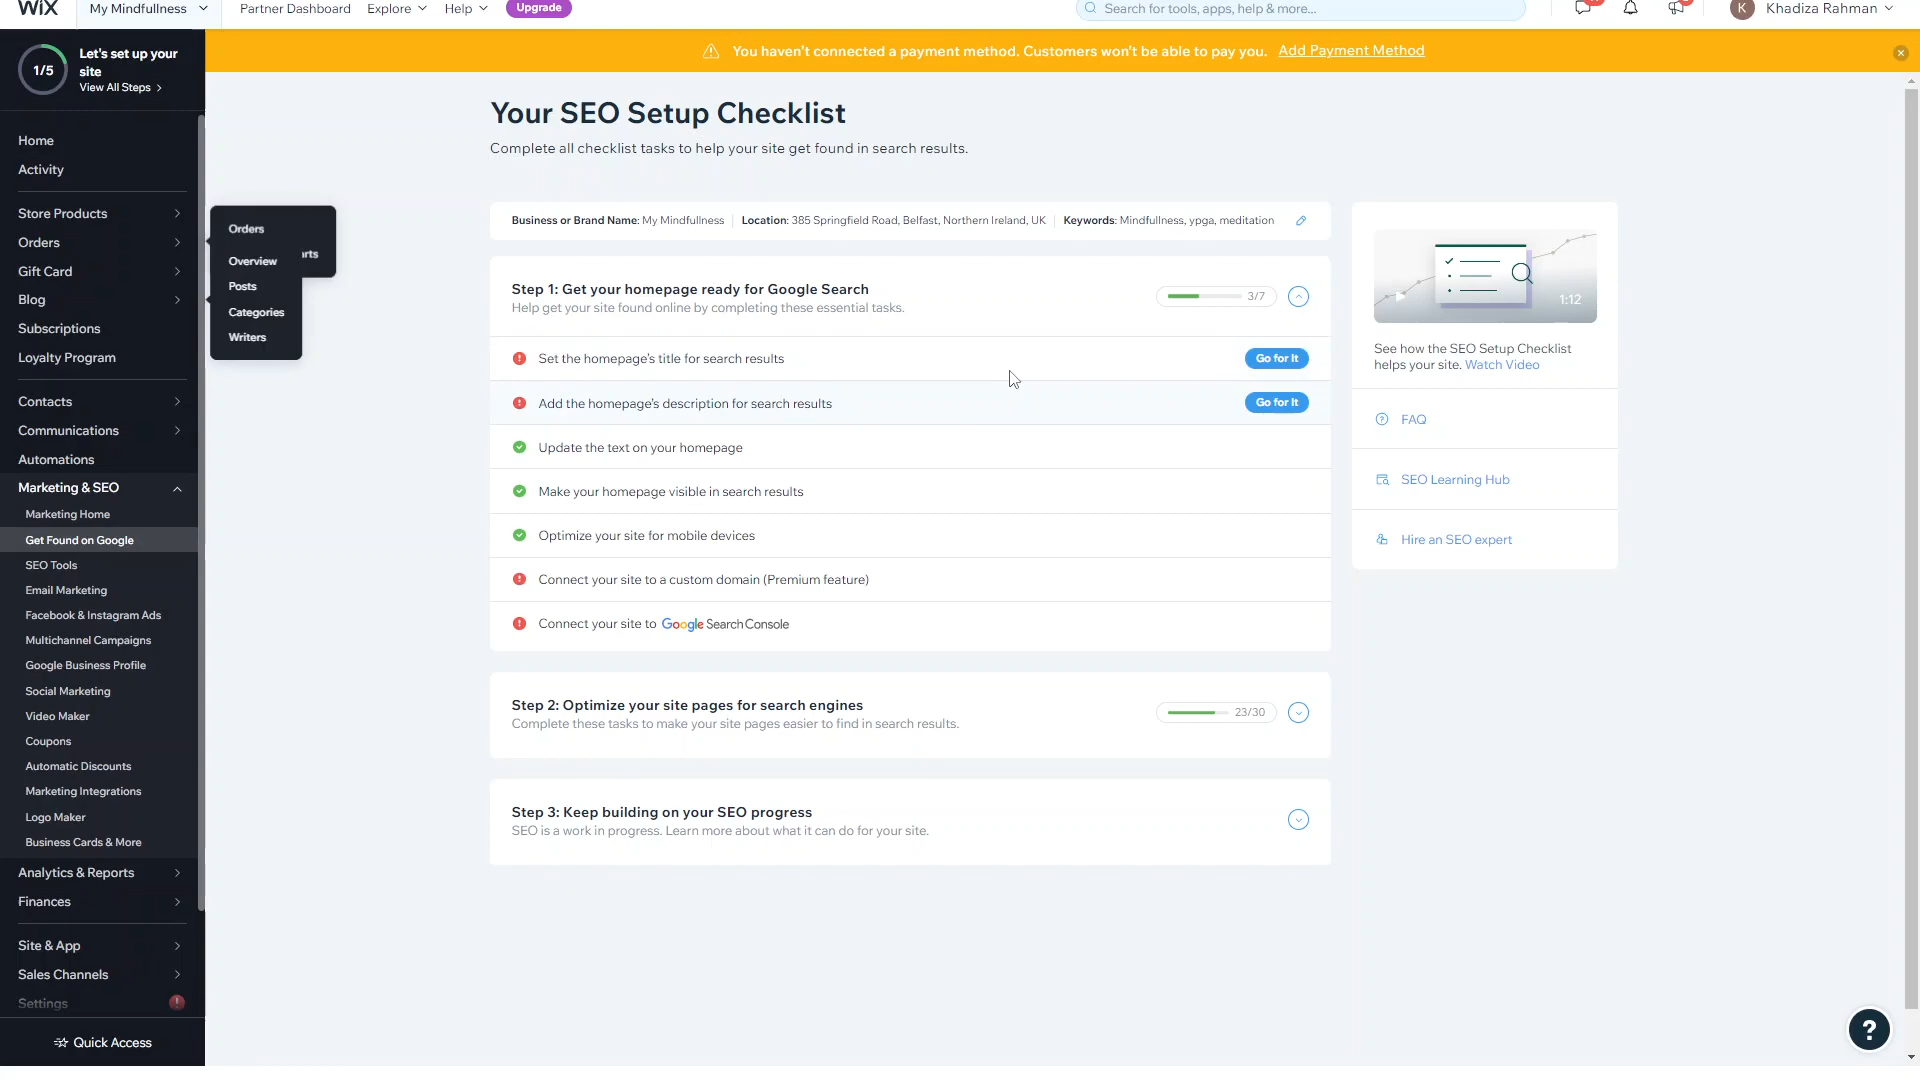 WiX
My Mindfullness
Partner Dashboard
Explore
Help
Upgrade
Search for tools, apps, help & more...
K
Khadiza Rahman
1/5
Let's set up your
site
View All Steps
You haven't connected a payment method. Customers won't be able to pay you. Add Payment Method
Home
Activity
Store Products
Orders
Gift Card
Blog
Subscriptions
Loyalty Program
Contacts
Communications
Automations
Marketing & SEO
Marketing Home
Get Found on Google
SEO Tools
Email Marketing
Facebook & Instagram Ads
Multichannel Campaigns
Google Business Profile
Social Marketing
Video Maker
Coupons
Automatic Discounts
Marketing Integrations
Logo Maker
Business Cards & More
Analytics & Reports
Finances
Site & App
Sales Channels
Settings
Quick Access
Orders
rts
Overview
Posts
Categories
Writers
Your SEO Setup Checklist
Complete all checklist tasks to help your site get found in search results.
Business or Brand Name: My Mindfullness
Location: 385 Springfield Road, Belfast, Northern Ireland, UK
Keywords: Mindfullness, ypga, meditation
Step 1: Get your homepage ready for Google Search
Help get your site found online by completing these essential tasks.
3/7
Set the homepage's title for search results
Go for It
Add the homepage's description for search results
Go for It
Update the text on your homepage
Make your homepage visible in search results
Optimize your site for mobile devices
Connect your site to a custom domain (Premium feature)
Connect your site to Google Search Console
Step 2: Optimize your site pages for search engines
Complete these tasks to make your site pages easier to find in search results.
23/30
Step 3: Keep building on your SEO progress
SEO is a work in progress. Learn more about what it can do for your site.
1:12
See how the SEO Setup Checklist
helps your site. Watch Video
FAQ
SEO Learning Hub
Hire an SEO expert
?